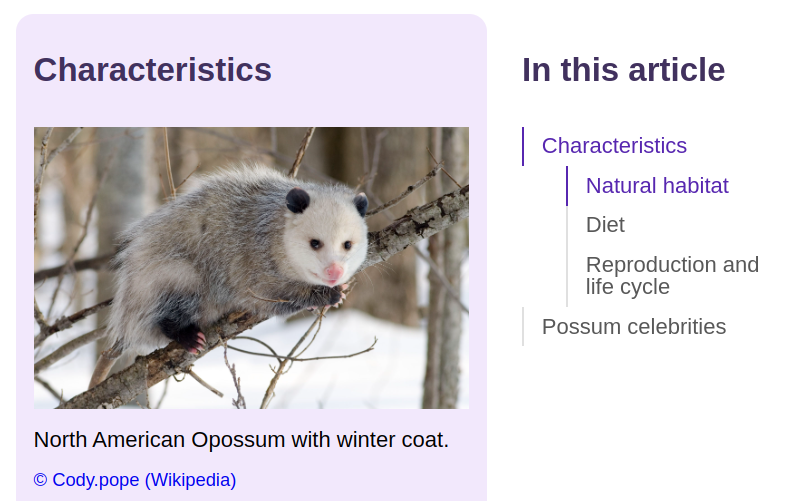 Characteristics
North American Opossum with winter coat.
© Cody.pope (Wikipedia)
In this article
Characteristics
Natural habitat
Diet
Reproduction and
life cycle
Possum celebrities